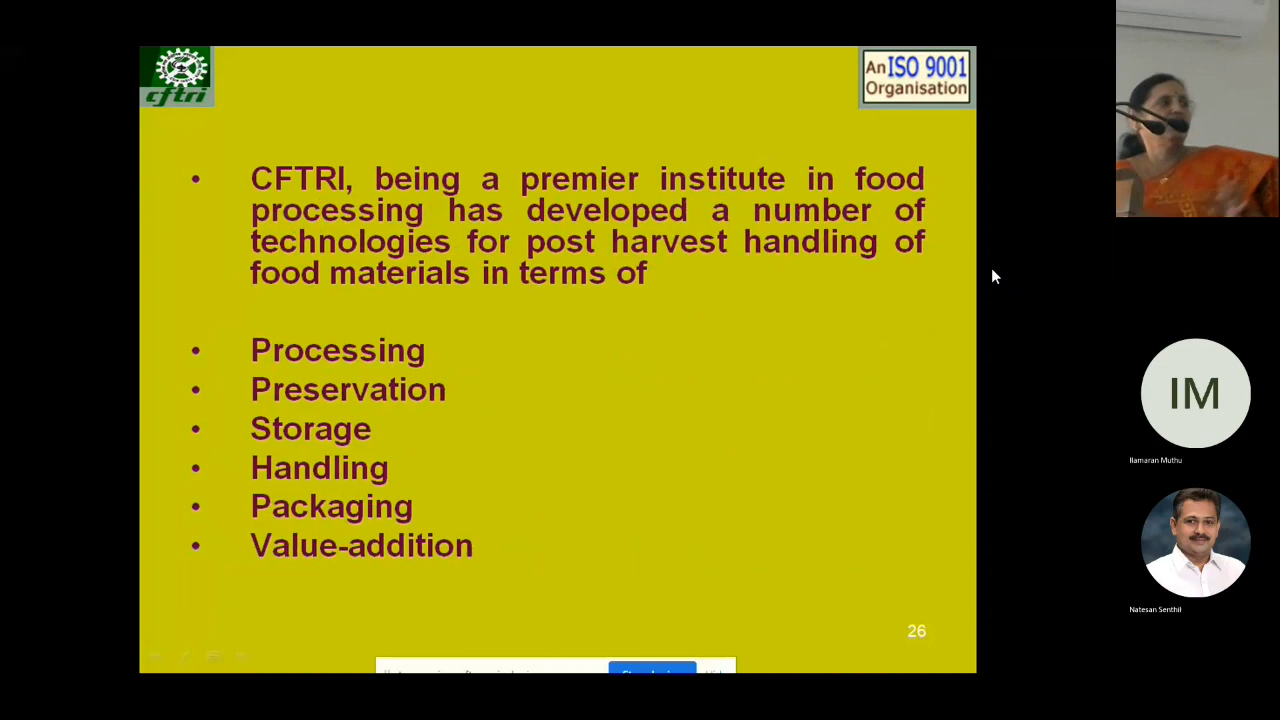 cftri
An ISO 9001
Organisation
• CFTRI, being a premier institute in food
processing has developed a number of
technologies for post harvest handling of
food materials in terms of
• Processing
• Preservation
• Storage
• Handling
• Packaging
• Value-addition
26
IM
Ilamaran Muthu
Natesan Senthil